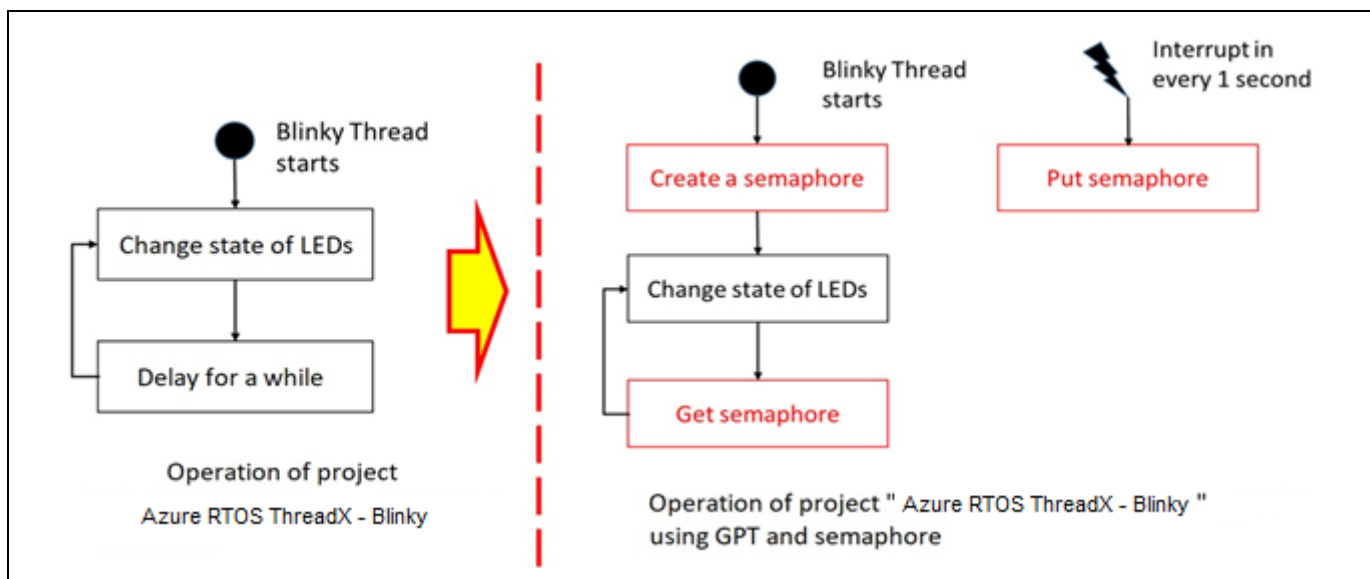 Blinky Thread
starts
Change state of LEDs
Delay for a while
Operation of project
Azure RTOS ThreadX - Blinky
Blinky Thread
starts
Interrupt in
every 1 second
Create a semaphore
Put semaphore
Change state of LEDs
Get semaphore
Operation of project " Azure RTOS ThreadX - Blinky "
using GPT and semaphore